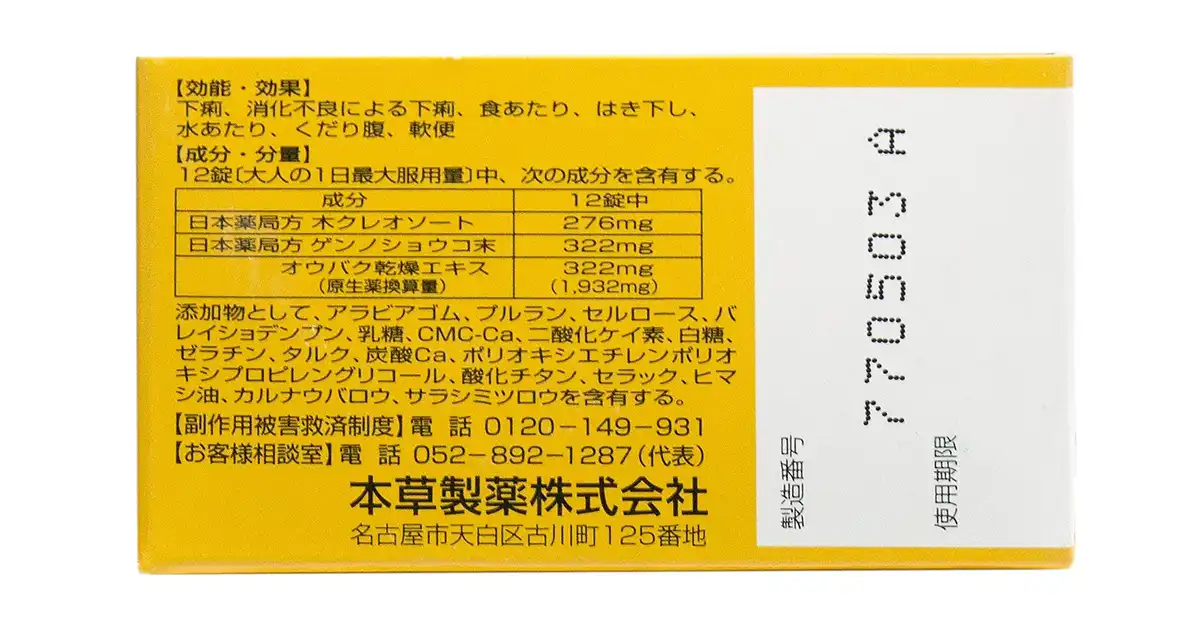 【効能・効果】
下痢、消化不良による下痢、食あたり、はき下し、
水あたり、くだり腹、軟便
【成分・分量】
12錠〔大人の1日最大服用量〕中、次の成分を含有する。
成分 12錠中
日本薬局方 木クレオソート 276mg
日本薬局方 ゲンノショウコ末 322mg
オウバク乾燥エキス 322mg
(原生薬換算量) (1,932mg)
添加物として、アラビアゴム、プルラン、セルロース、バ
レイショデンプン、乳糖、CMC-Ca、二酸化ケイ素、白糖、
ゼラチン、タルク、炭酸Ca、ポリオキシエチレンポリオ
キシプロピレングリコール、酸化チタン、セラック、ヒマ
シ油、カルナウバロウ、サラシミツロウを含有する。
【副作用被害救済制度】電 話 0120-149-931
【お客様相談室】電 話 052-892-1287(代表)
本草製薬株式会社
名古屋市天白区古川町125番地
製造番号
770503 A
使用期限